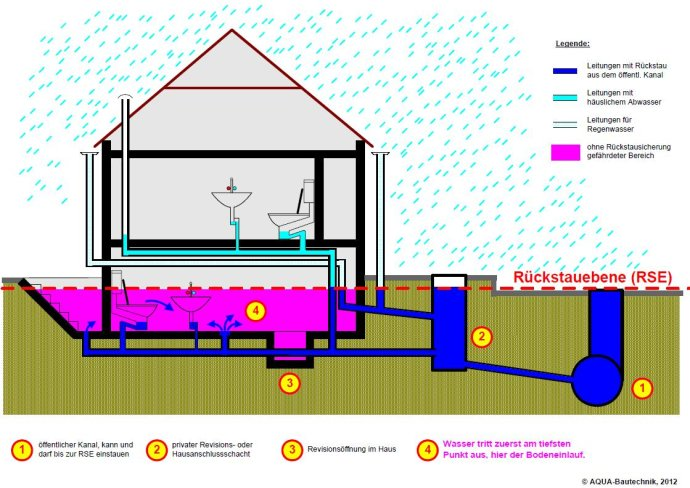 Legende:
Leitungen mit Rückstau
aus dem öffentl. Kanal
Leitungen mit
häuslichem Abwasser
Leitungen für
Regenwasser
ohne Rückstausicherung
gefährdeter Bereich
Rückstauebene (RSE)
4
2
3
1
1
öffentlicher Kanal, kann und
darf bis zur RSE einstauen
2
privater Revisions- oder
Hausanschlussschacht
3
Revisionsöffnung im Haus
4
Wasser tritt zuerst am tiefsten
Punkt aus, hier der Bodeneinlauf.
© AQUA-Bautechnik, 2012